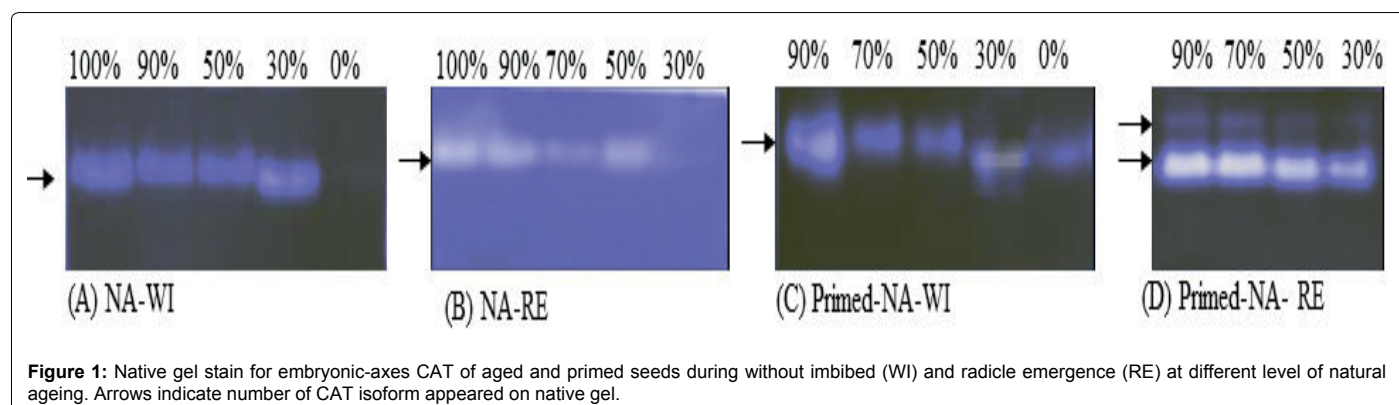 100% 90% 50% 30% 0%
(A) NA-WI
100% 90% 70% 50% 30%
(B) NA-RE
90% 70% 50% 30% 0%
(C) Primed-NA-WI
90% 70% 50% 30%
(D) Primed-NA- RE
Figure 1: Native gel stain for embryonic-axes CAT of aged and primed seeds during without imbibed (WI) and radicle emergence (RE) at different level of natural
ageing. Arrows indicate number of CAT isoform appeared on native gel.